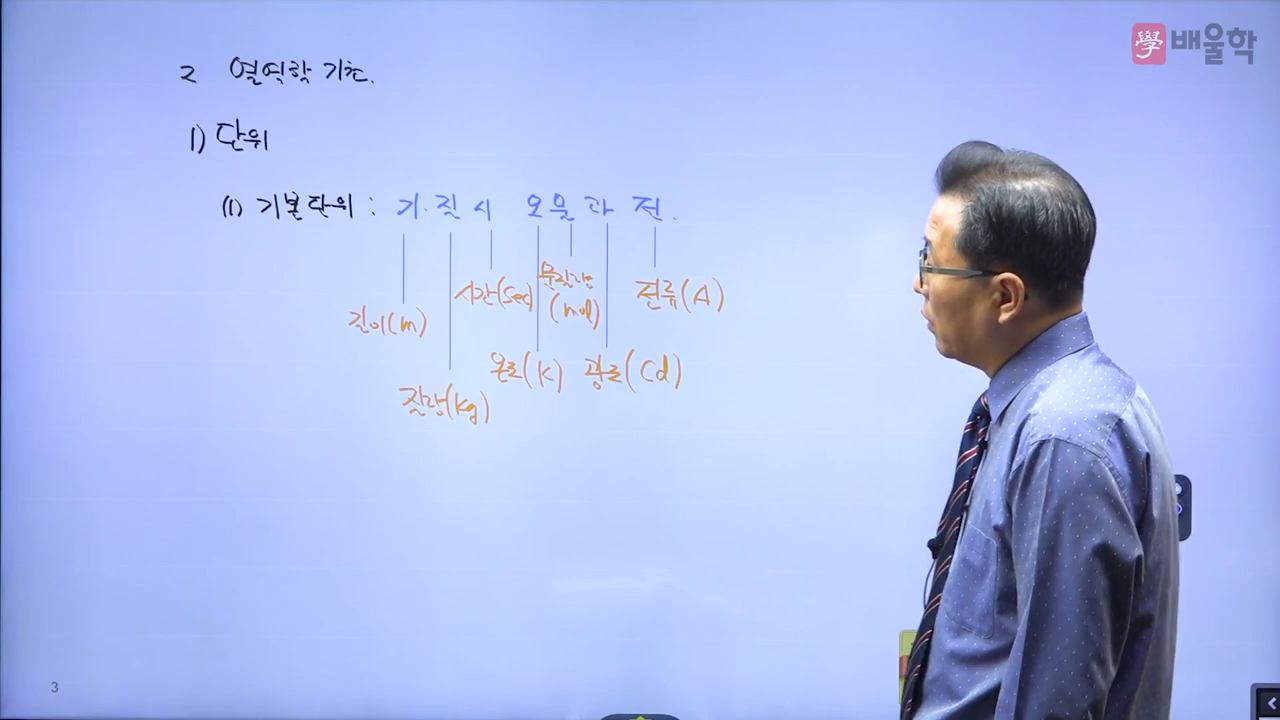 學 배울학
2 열역학 기초.
1) 단위
(1) 기본단위 : 기. 질 시 오 물 과 전.
길이(m)
질량(kg)
시간(Sec)
온도(K)
물질량(mol)
광도(Cd)
전류(A)
3